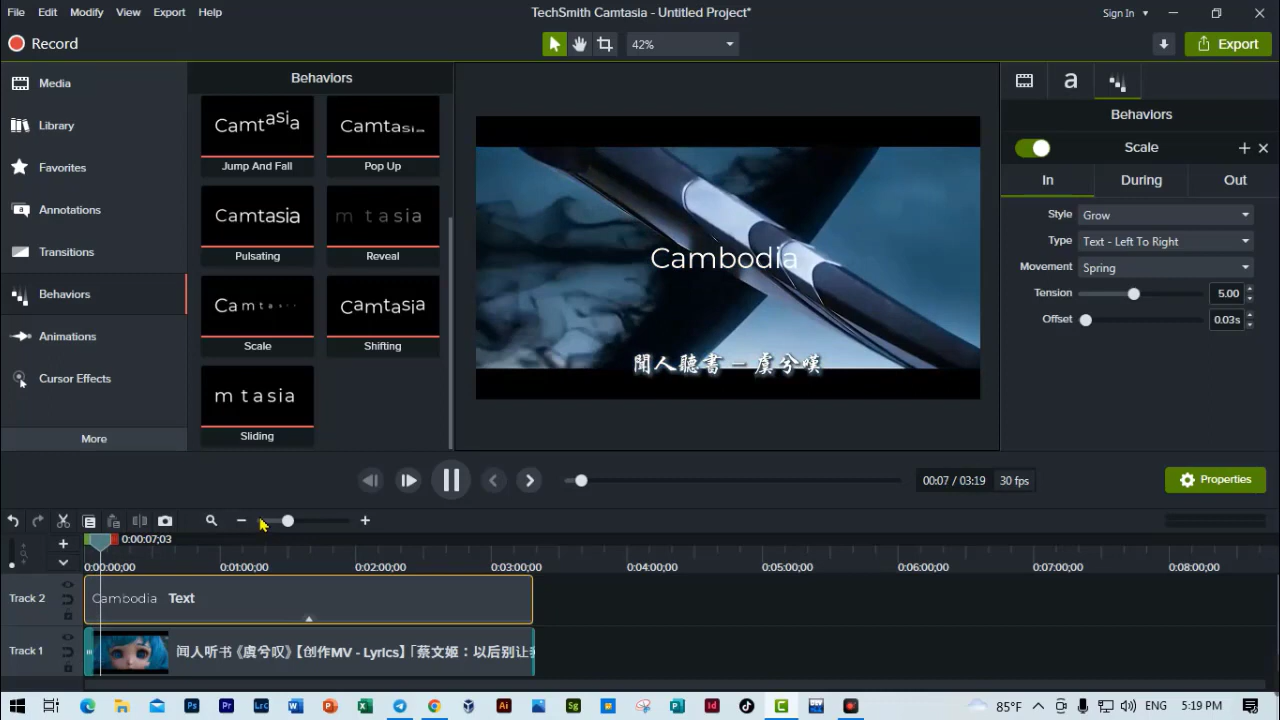 File Edit Modify View Export Help
TechSmith Camtasia - Untitled Project*
Sign In
Record
42%
Export
Media
Library
Favorites
Annotations
Transitions
Behaviors
Animations
Cursor Effects
More
Behaviors
Camtasia
Jump And Fall
Camtasia
Pop Up
Camtasia
Pulsating
m t a s i a
Reveal
Camt
Scale
Camtasia
Shifting
m t a s i a
Sliding
Cambodia
聞人聽書 - 虞兮嘆
a
Behaviors
Scale
In During Out
Style Grow
Type Text - Left To Right
Movement Spring
Tension 5.00
Offset 0.03s
00:07 / 03:19 30 fps
Properties
0:00:07;03
0:00:00;00 0:01:00;00 0:02:00;00 0:03:00;00 0:04:00;00 0:05:00;00 0:06:00;00 0:07:00;00 0:08:00;00
Track 2
Cambodia Text
Track 1
闻人听书《虞兮叹》【创作MV - Lyrics】「蔡文姬：以后别让
85°F ENG 5:19 PM